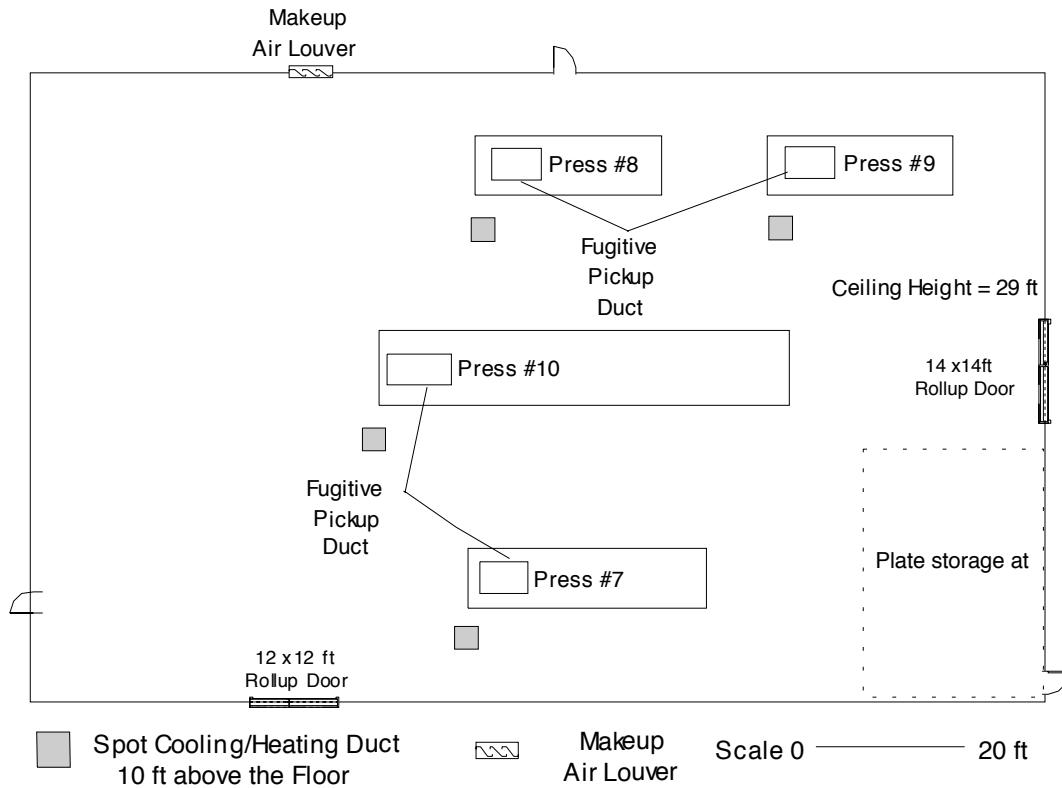 Makeup
Air Louver
Press #8
Press #9
Fugitive
Pickup
Duct
Ceiling Height = 29 ft
Press #10
14 x14ft
Rollup Door
Fugitive
Pickup
Duct
Plate storage at
Press #7
12 x12 ft
Rollup Door
Spot Cooling/Heating Duct
10 ft above the Floor
Makeup
Air Louver
Scale 0 20 ft